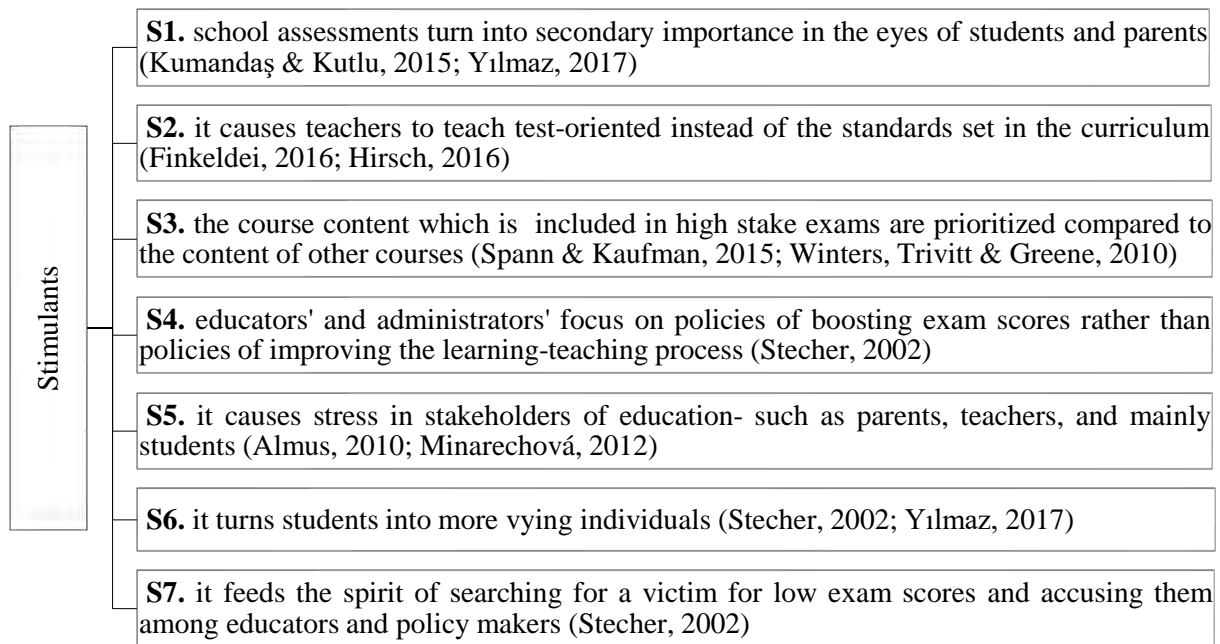 Stimulants
S1. school assessments turn into secondary importance in the eyes of students and parents
(Kumandaş & Kutlu, 2015; Yılmaz, 2017)
S2. it causes teachers to teach test-oriented instead of the standards set in the curriculum
(Finkeldei, 2016; Hirsch, 2016)
S3. the course content which is included in high stake exams are prioritized compared to
the content of other courses (Spann & Kaufman, 2015; Winters, Trivitt & Greene, 2010)
S4. educators' and administrators' focus on policies of boosting exam scores rather than
policies of improving the learning-teaching process (Stecher, 2002)
S5. it causes stress in stakeholders of education- such as parents, teachers, and mainly
students (Almus, 2010; Minarechová, 2012)
S6. it turns students into more vying individuals (Stecher, 2002; Yılmaz, 2017)
S7. it feeds the spirit of searching for a victim for low exam scores and accusing them
among educators and policy makers (Stecher, 2002)